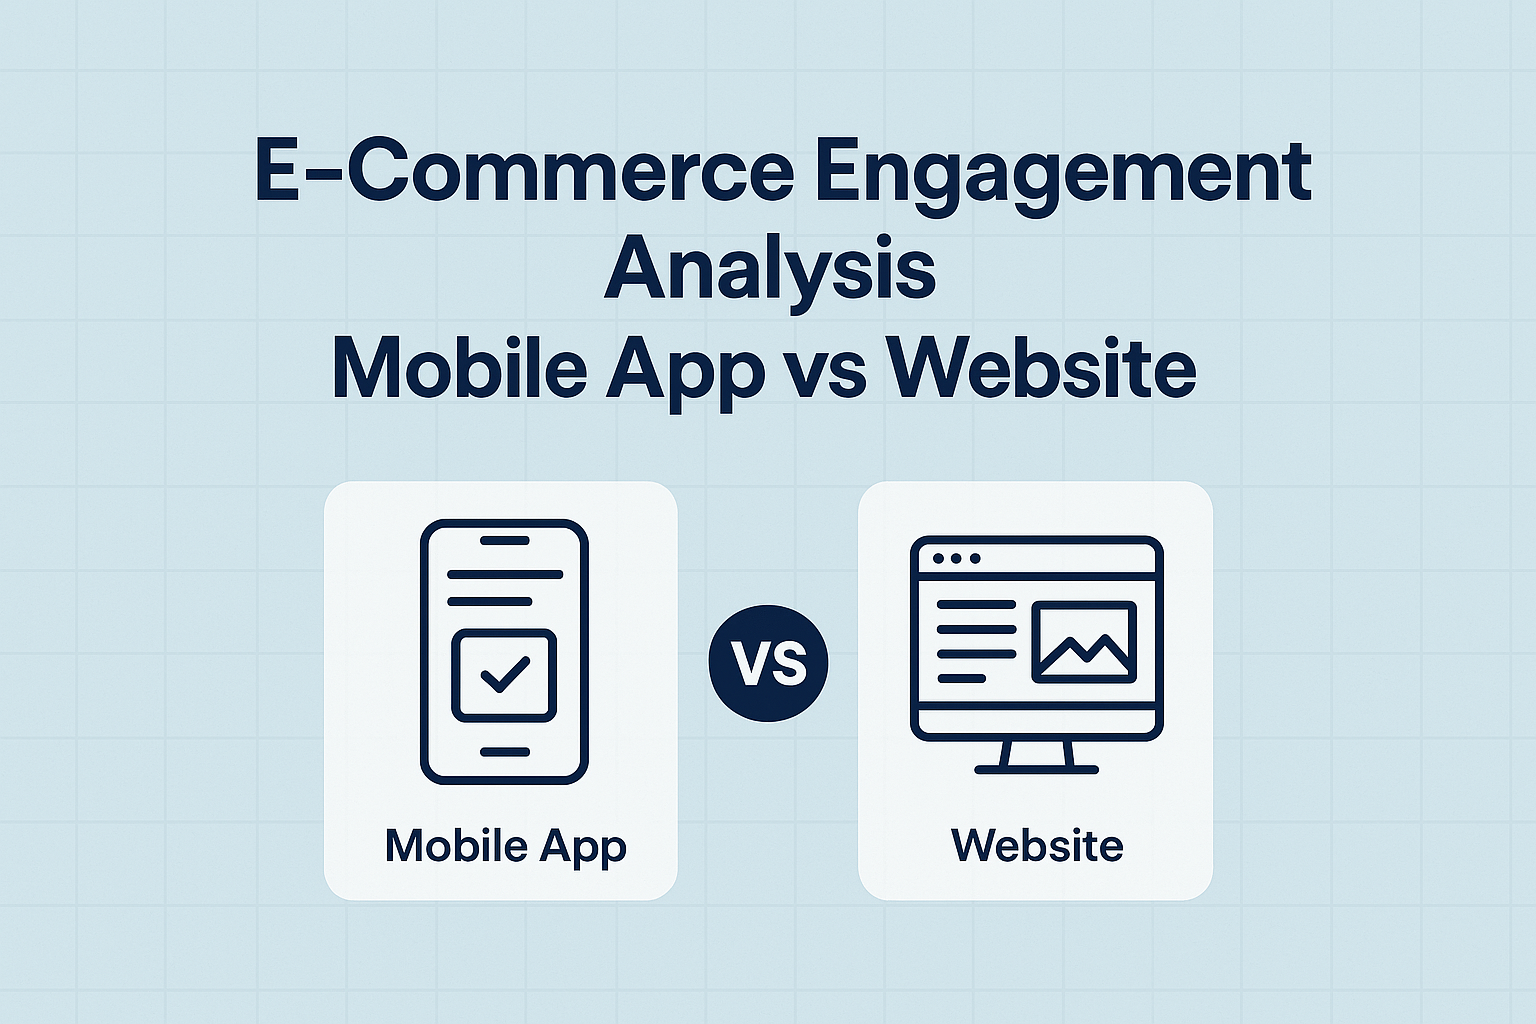 E-Commerce Engagement
Analysis
Mobile App vs Website
VS
Mobile App
Website